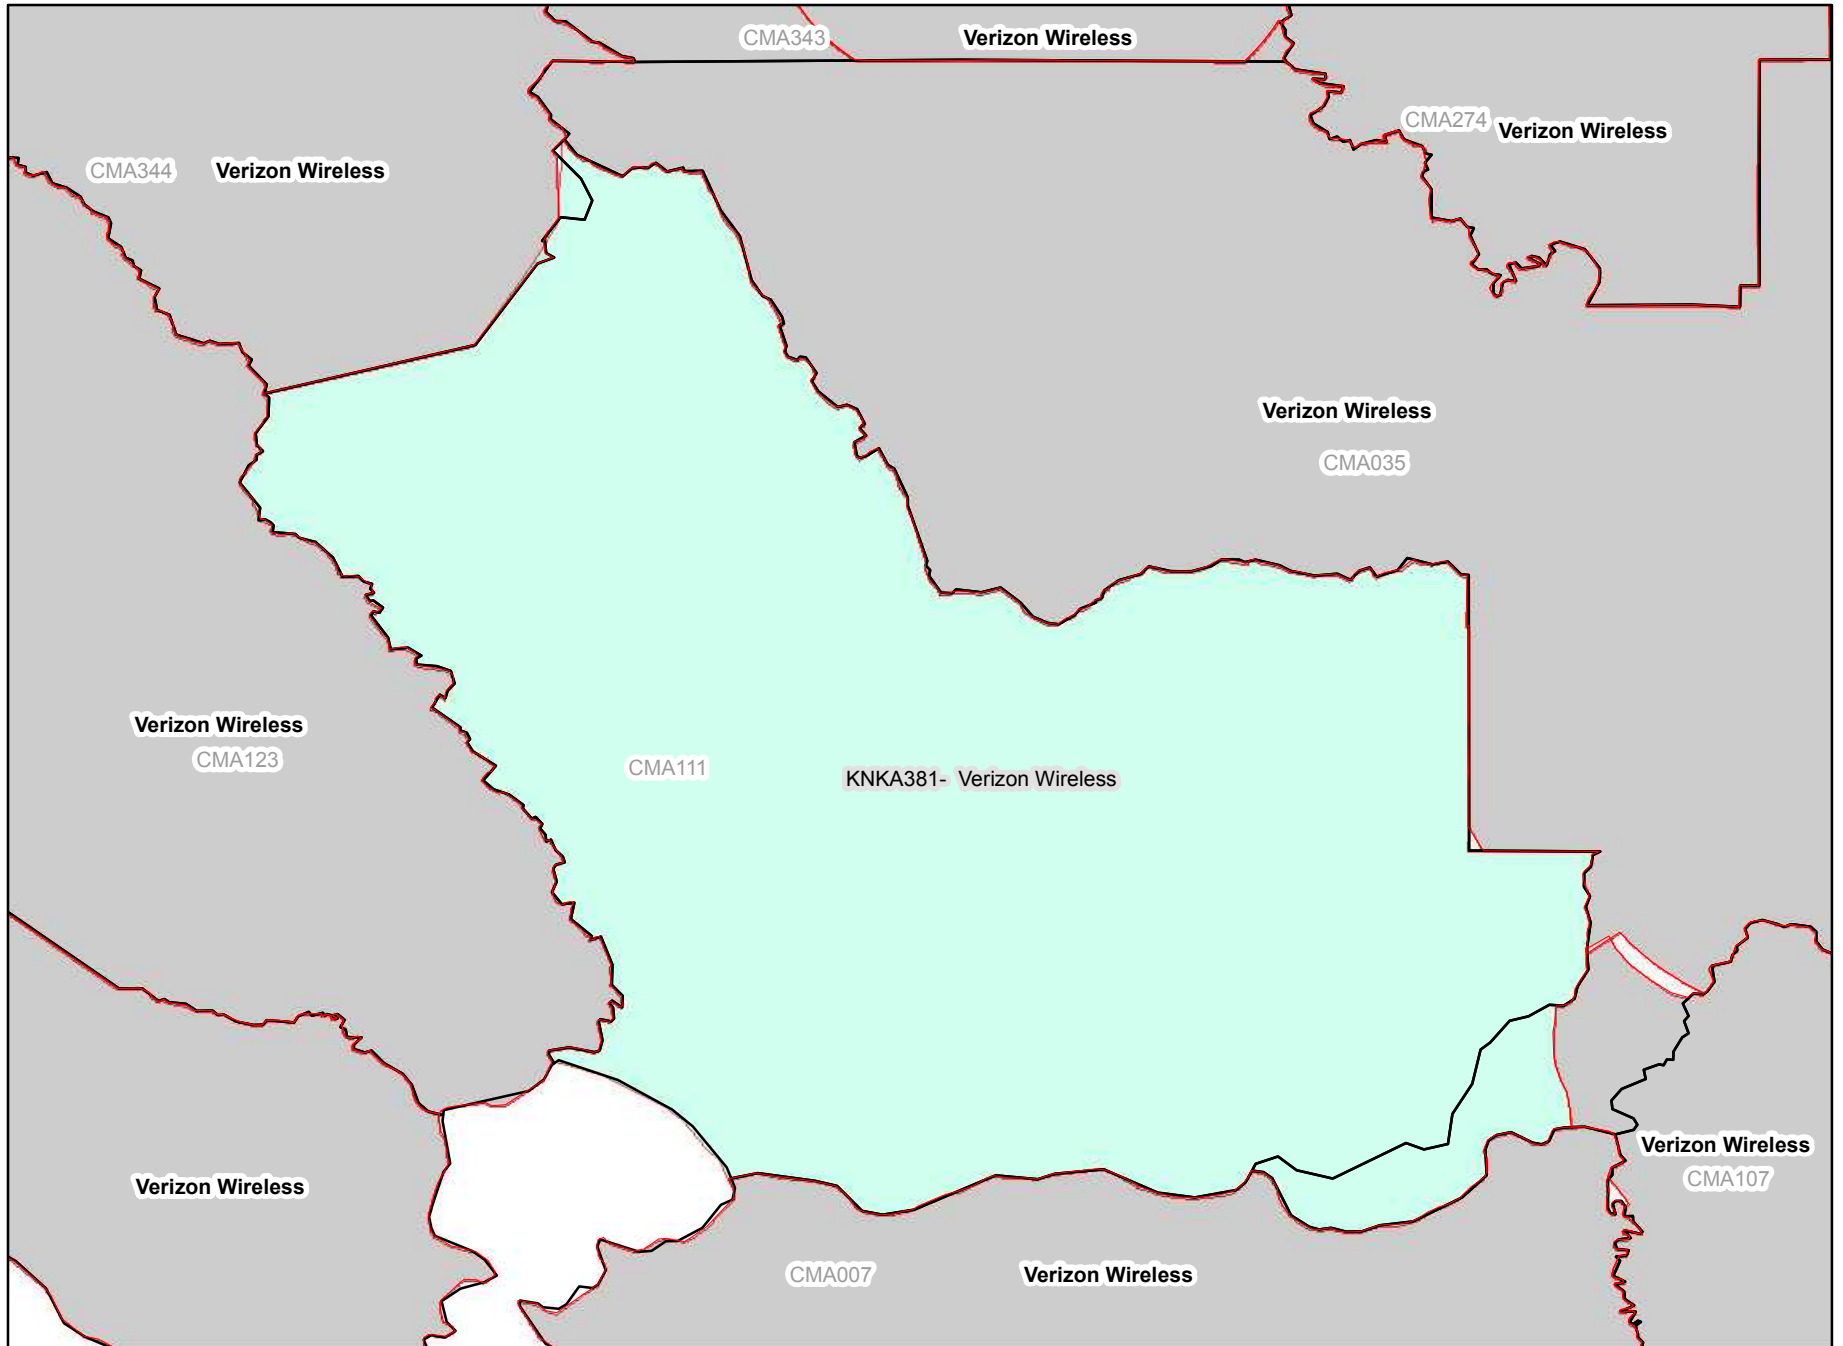 CMA343 Verizon Wireless
CMA274 Verizon Wireless
CMA344 Verizon Wireless
Verizon Wireless
CMA035
Verizon Wireless
CMA123
CMA111
KNKA381- Verizon Wireless
Verizon Wireless
CMA107
Verizon Wireless
CMA007 Verizon Wireless